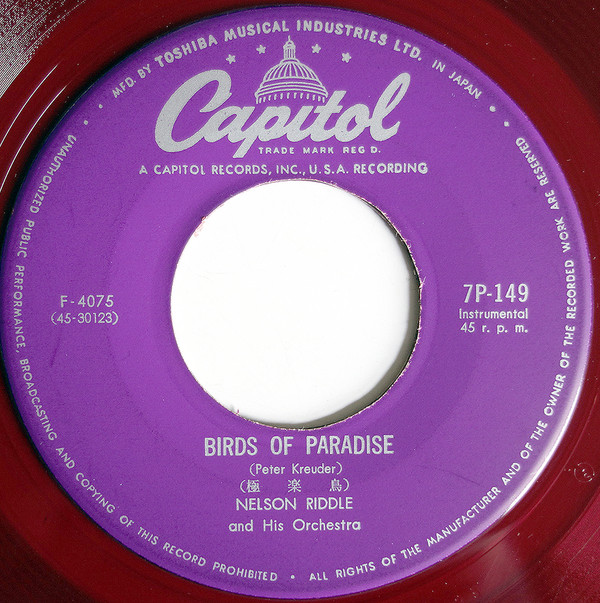 MFD. BY TOSHIBA MUSICAL INDUSTRIES LTD. IN JAPAN
Capitol
TRADE MARK REG D.
A CAPITOL RECORDS, INC., U.S.A. RECORDING
F-4075
(45-30123)
7P-149
Instrumental
45 r. p. m.
BIRDS OF PARADISE
(Peter Kreuder)
(極 楽 鳥)
NELSON RIDDLE
and His Orchestra
UNAUTHORIZED PUBLIC PERFORMANCE, BROADCASTING AND COPYING OF THIS RECORD PROHIBITED • ALL RIGHTS OF THE MANUFACTURER AND OF THE OWNER OF THE RECORDED WORK ARE RESERVED